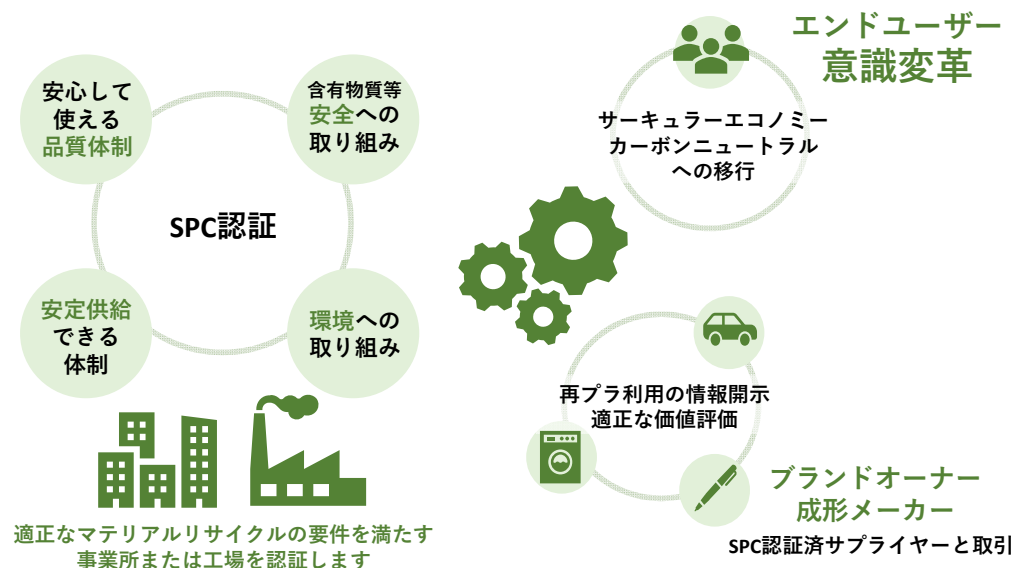 安心して
使える
品質体制
含有物質等
安全への
取り組み
SPC認証
安定供給
できる
体制
環境への
取り組み
適正なマテリアルリサイクルの要件を満たす
事業所または工場を認証します
エンドユーザー
意識変革
サーキュラーエコノミー
カーボンニュートラル
への移行
再プラ利用の情報開示
適正な価値評価
ブランドオーナー
成形メーカー
SPC認証済サプライヤーと取引